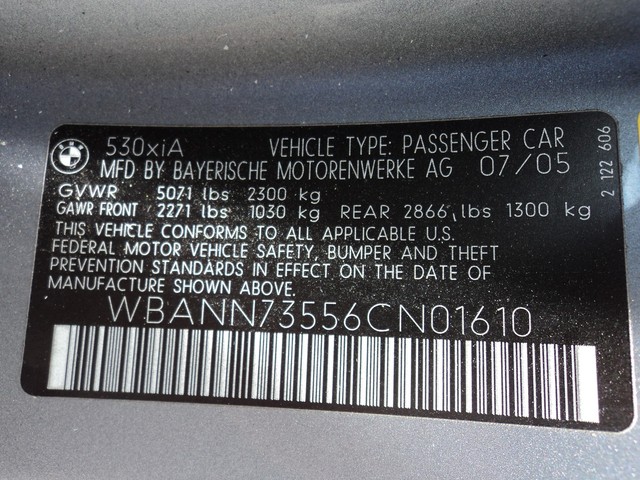 530xiA VEHICLE TYPE: PASSENGER CAR
MFD BY BAYERISCHE MOTORENWERKE AG 07/05
GVWR 5071 lbs 2300 kg
GAWR FRONT 2271 lbs 1030 kg REAR 2866 lbs 1300 kg
THIS VEHICLE CONFORMS TO ALL APPLICABLE U.S.
FEDERAL MOTOR VEHICLE SAFETY, BUMPER AND THEFT
PREVENTION STANDARDS IN EFFECT ON THE DATE OF
MANUFACTURE SHOWN ABOVE.
WBANN73556CN01610
2 122 606
BMW